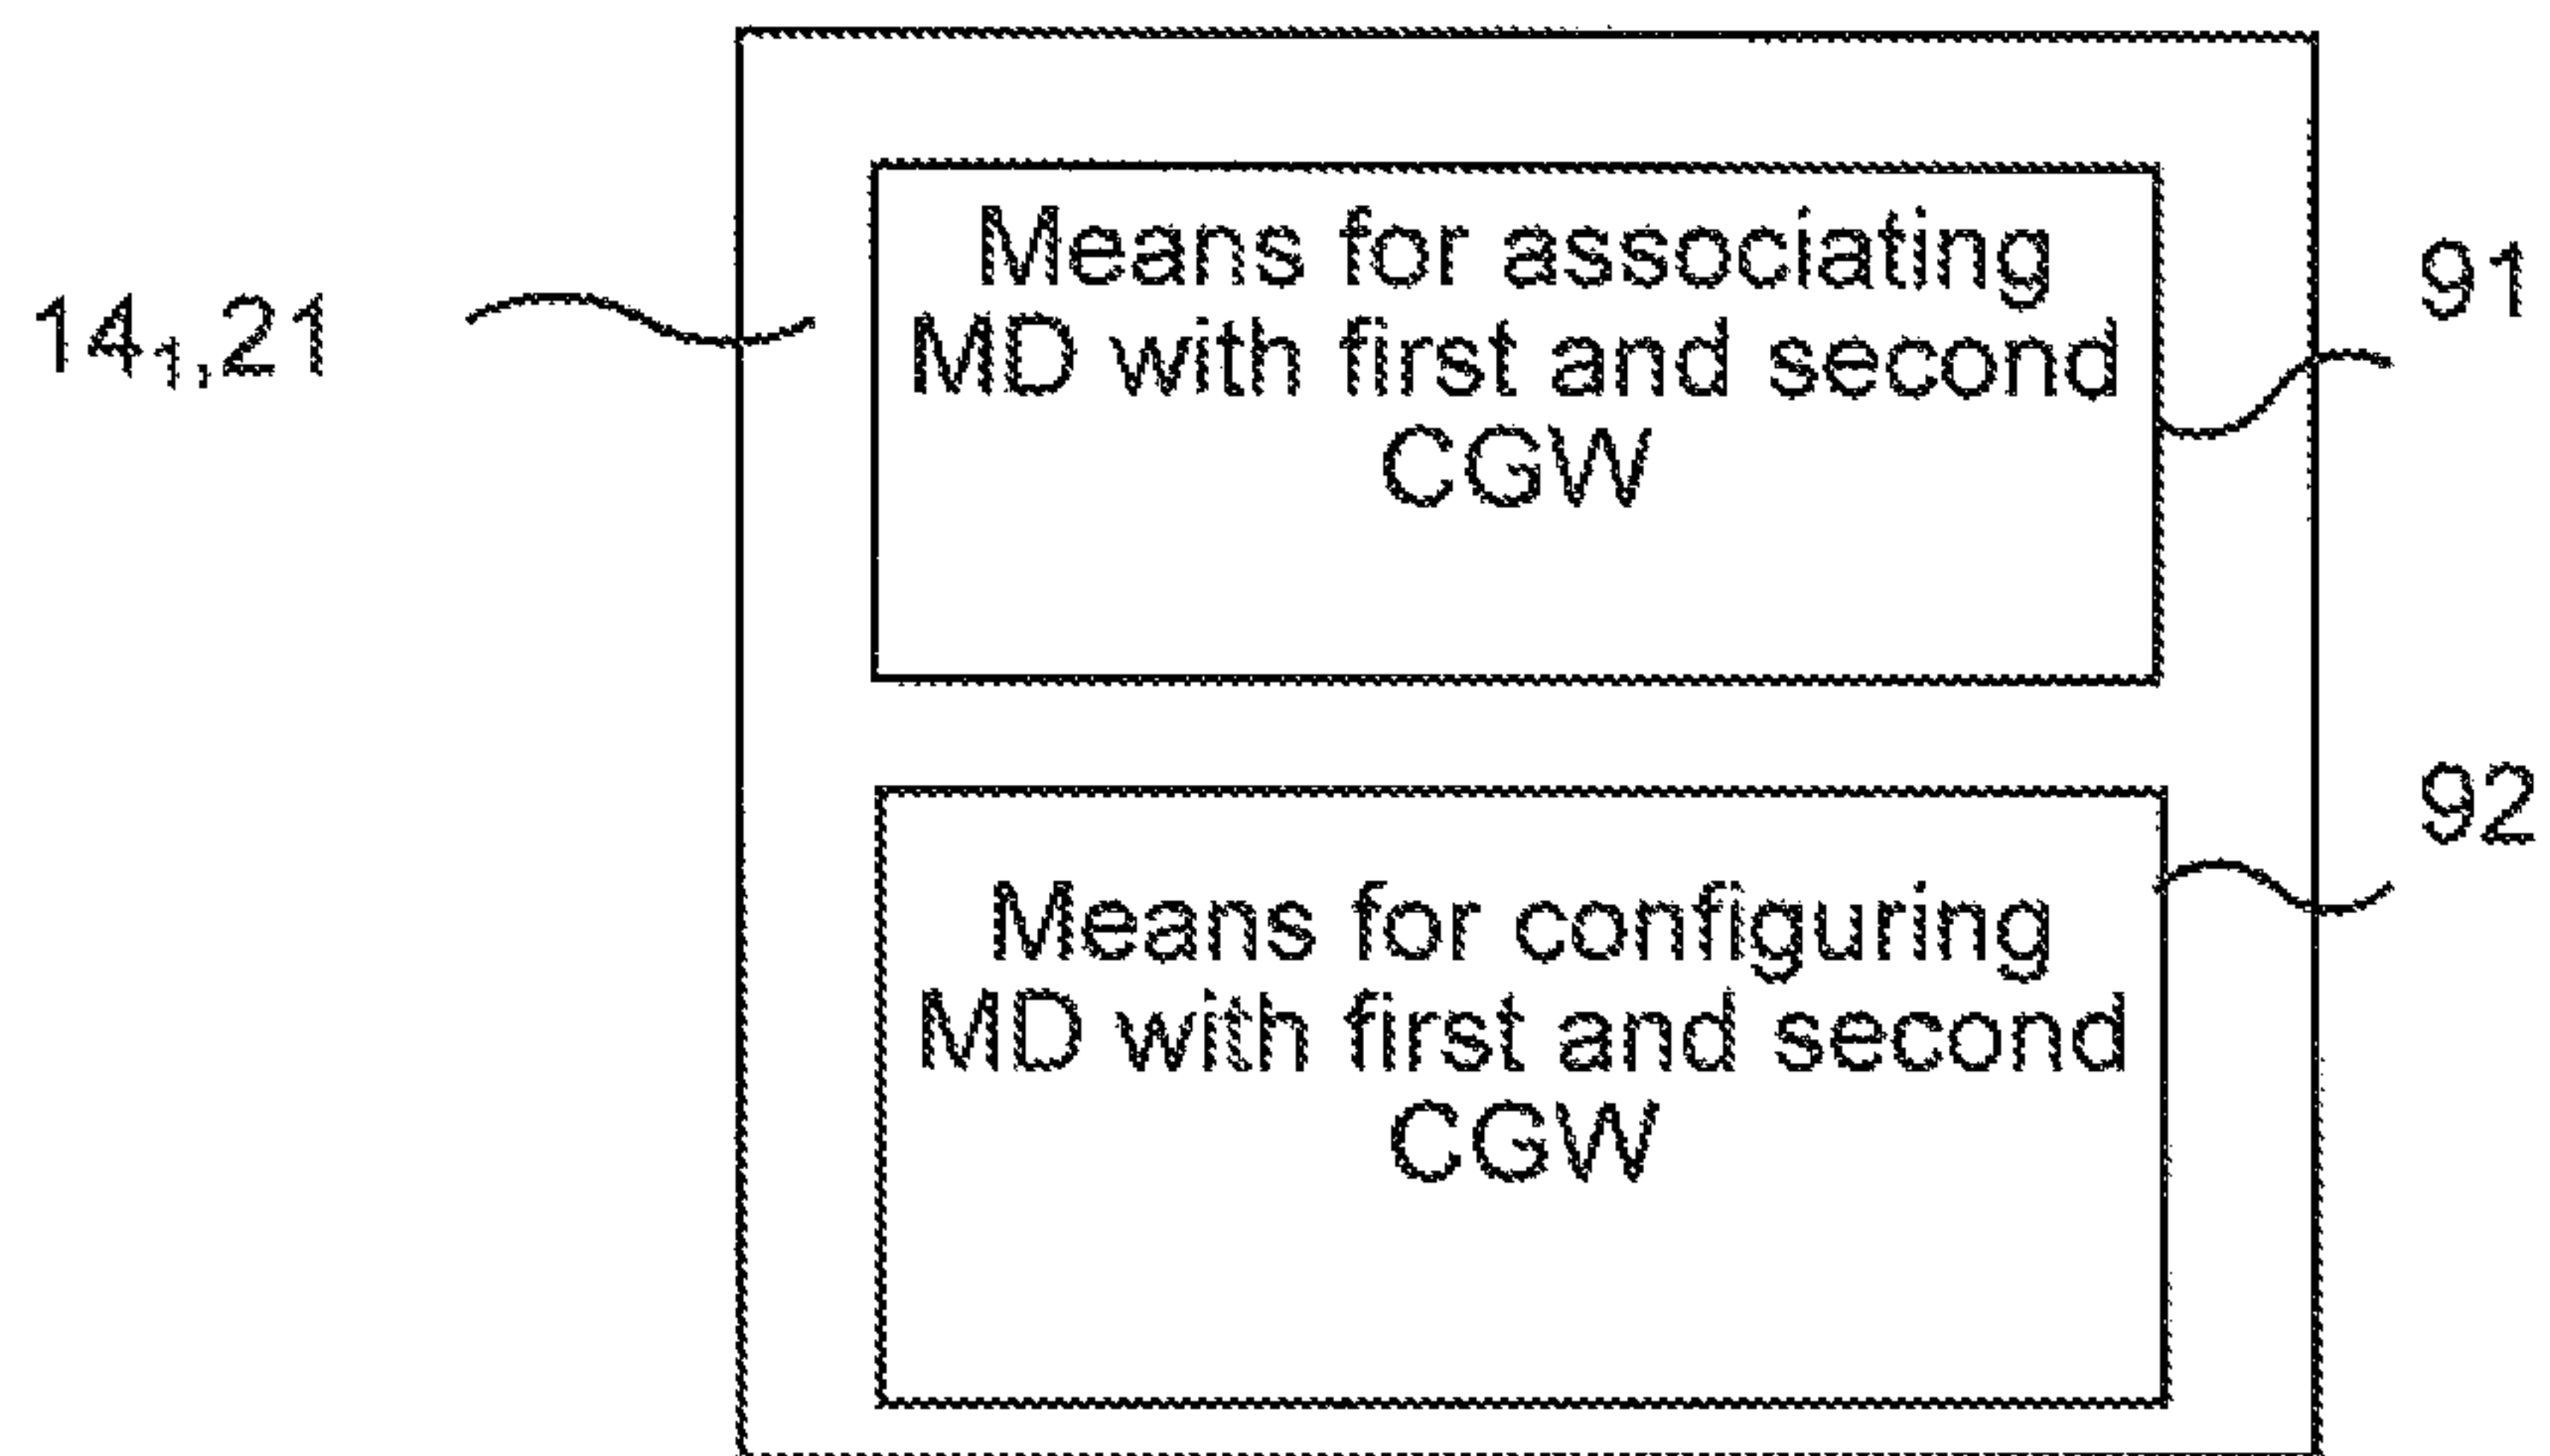 Means for associating
MD with first and second
CGW
91
14₁,21
Means for configuring
MD with first and second
CGW
92